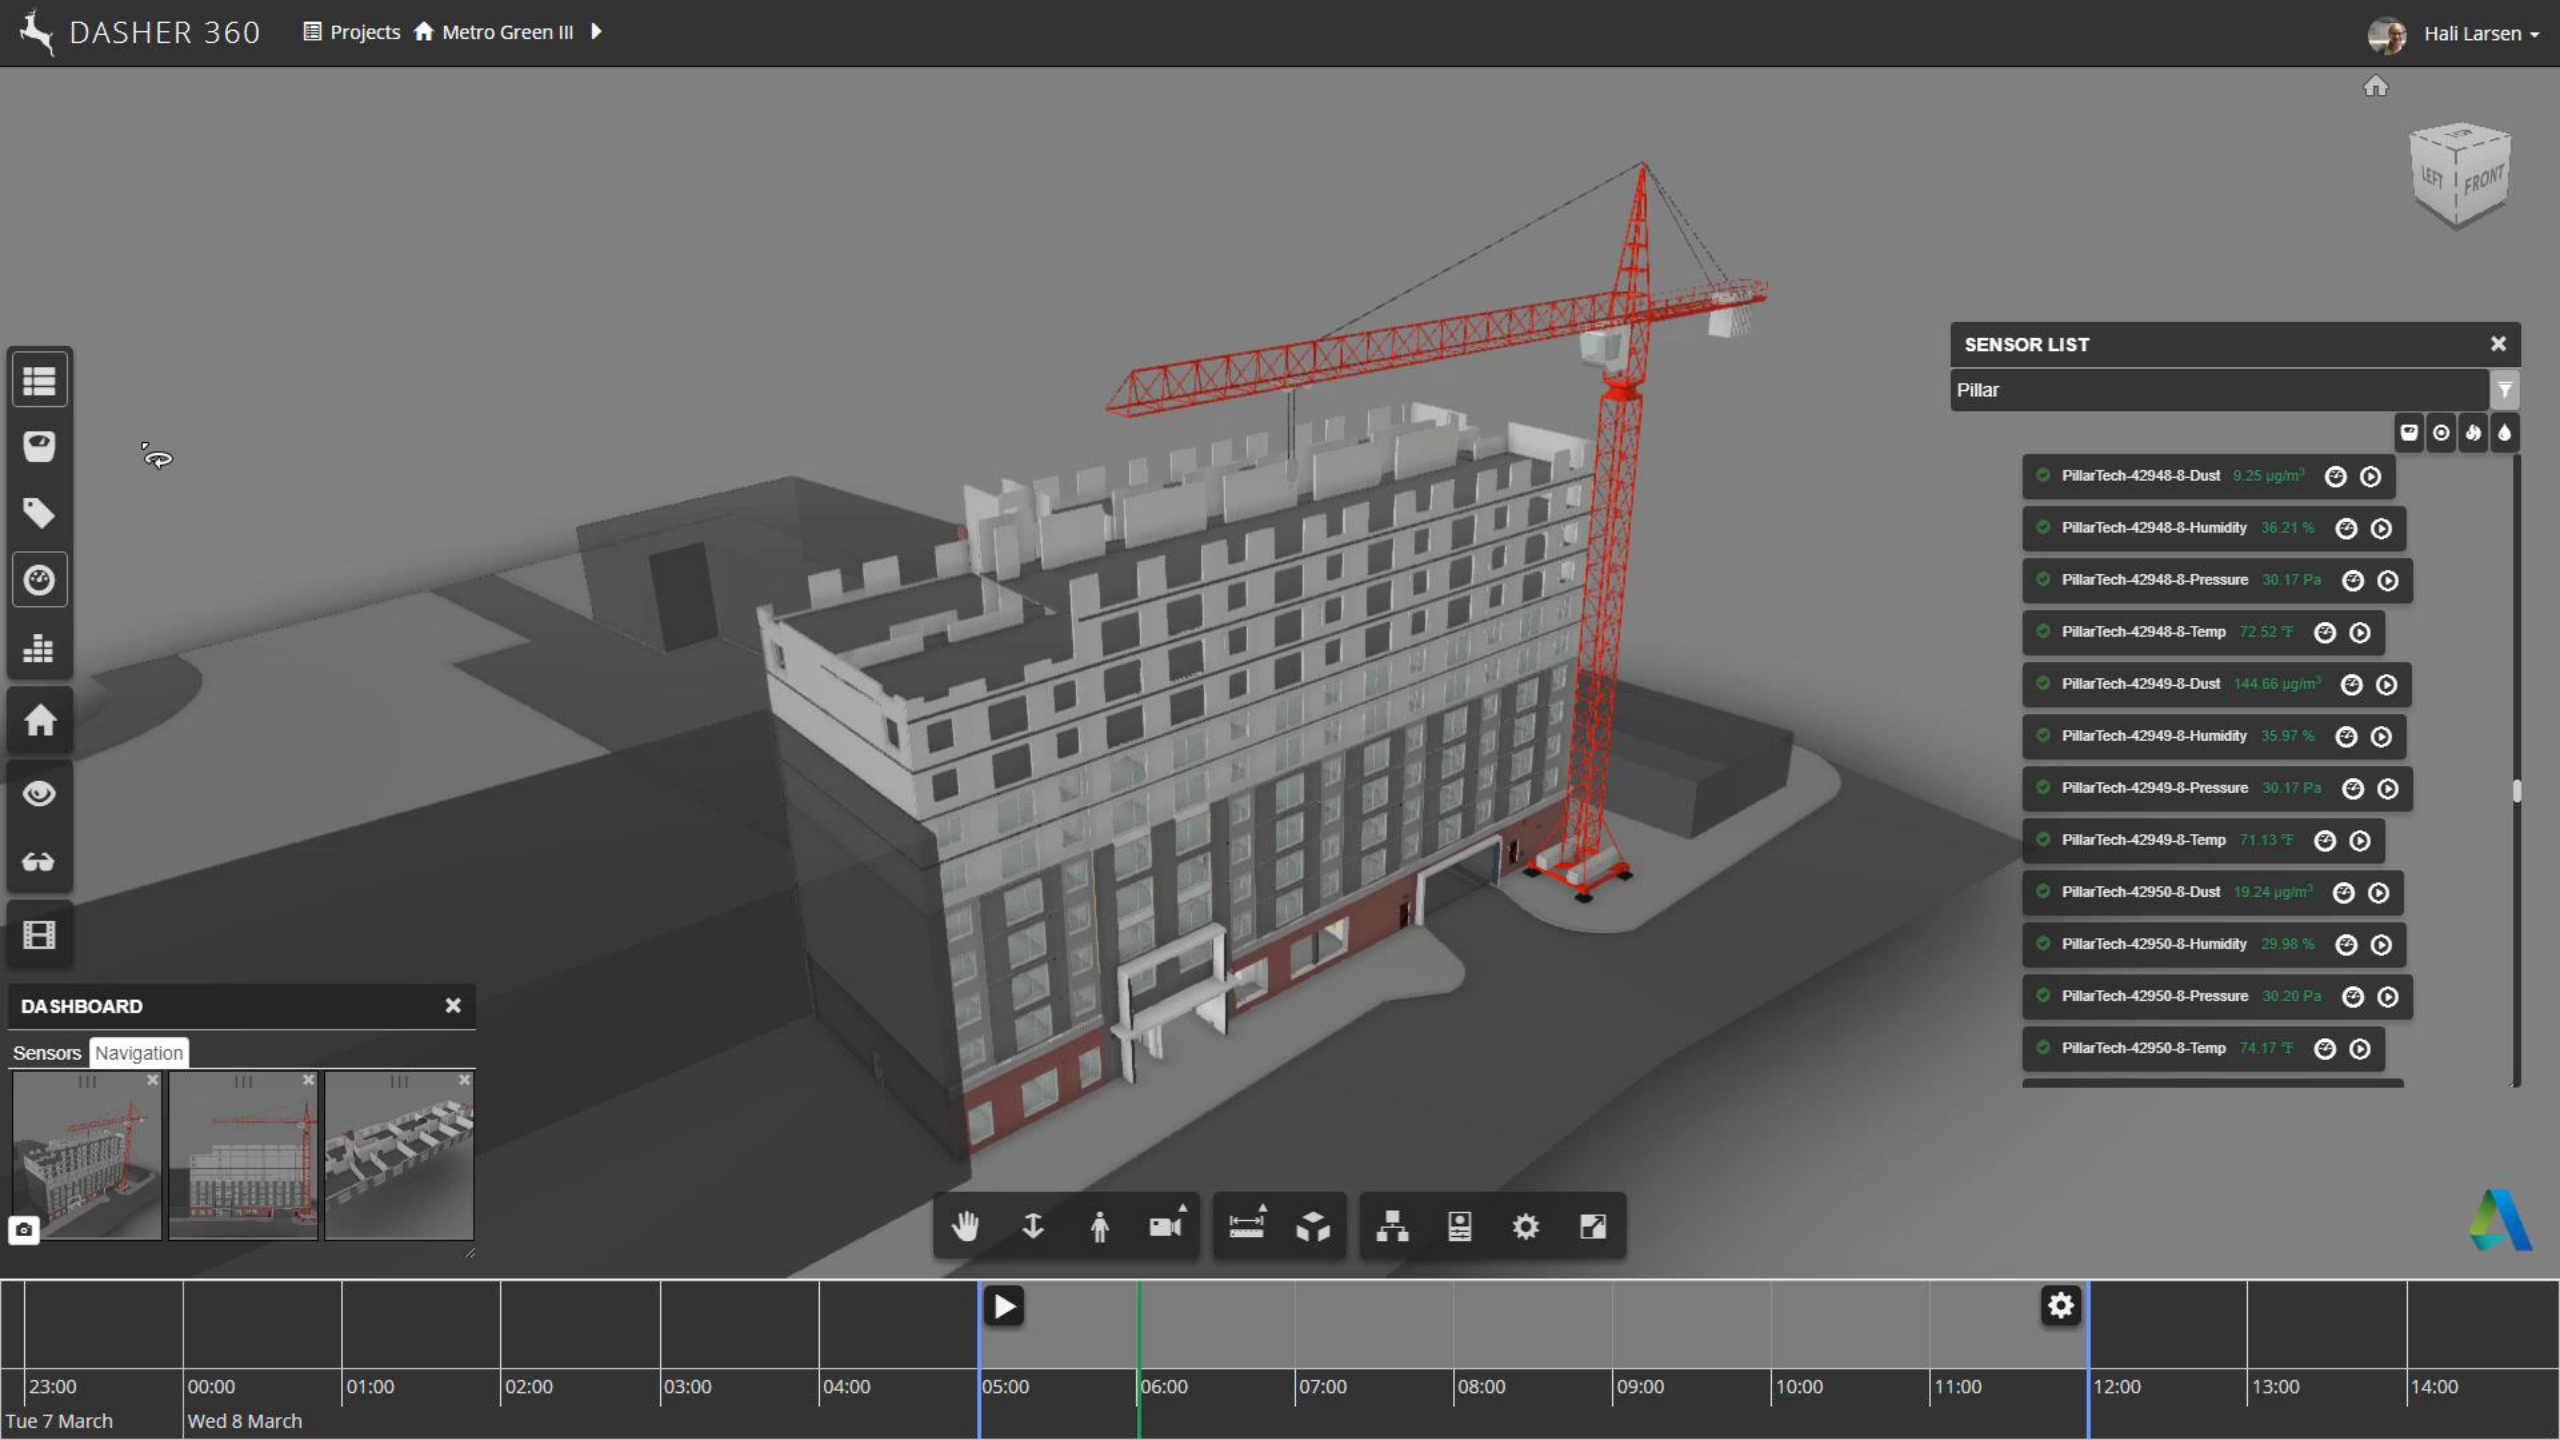 DASHER 360 Projects Metro Green III
Hali Larsen
TOP
LEFT FRONT
SENSOR LIST
Pillar
PillarTech-42948-8-Dust 9.25 µg/m³
PillarTech-42948-8-Humidity 36.21 %
PillarTech-42948-8-Pressure 30.17 Pa
PillarTech-42948-8-Temp 72.52 °F
PillarTech-42949-8-Dust 144.66 µg/m³
PillarTech-42949-8-Humidity 35.97 %
PillarTech-42949-8-Pressure 30.17 Pa
PillarTech-42949-8-Temp 71.13 °F
PillarTech-42950-8-Dust 19.24 µg/m³
PillarTech-42950-8-Humidity 29.98 %
PillarTech-42950-8-Pressure 30.20 Pa
PillarTech-42950-8-Temp 74.17 °F
DASHBOARD
Sensors Navigation
23:00 00:00 01:00 02:00 03:00 04:00 05:00 06:00 07:00 08:00 09:00 10:00 11:00 12:00 13:00 14:00
Tue 7 March Wed 8 March